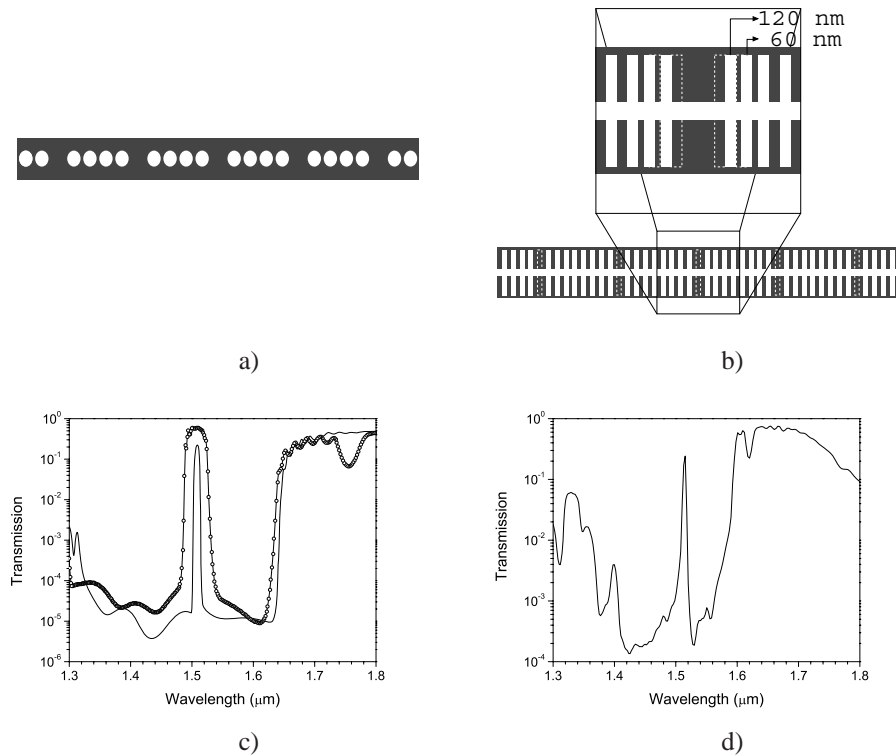 120 nm
60 nm
a)
b)
10^0
10^-1
10^-2
10^-3
10^-4
10^-5
10^-6
Transmission
1.3 1.4 1.5 1.6 1.7 1.8
Wavelength (μm)
c)
10^0
10^-1
10^-2
10^-3
10^-4
Transmission
1.3 1.4 1.5 1.6 1.7 1.8
Wavelength (μm)
d)